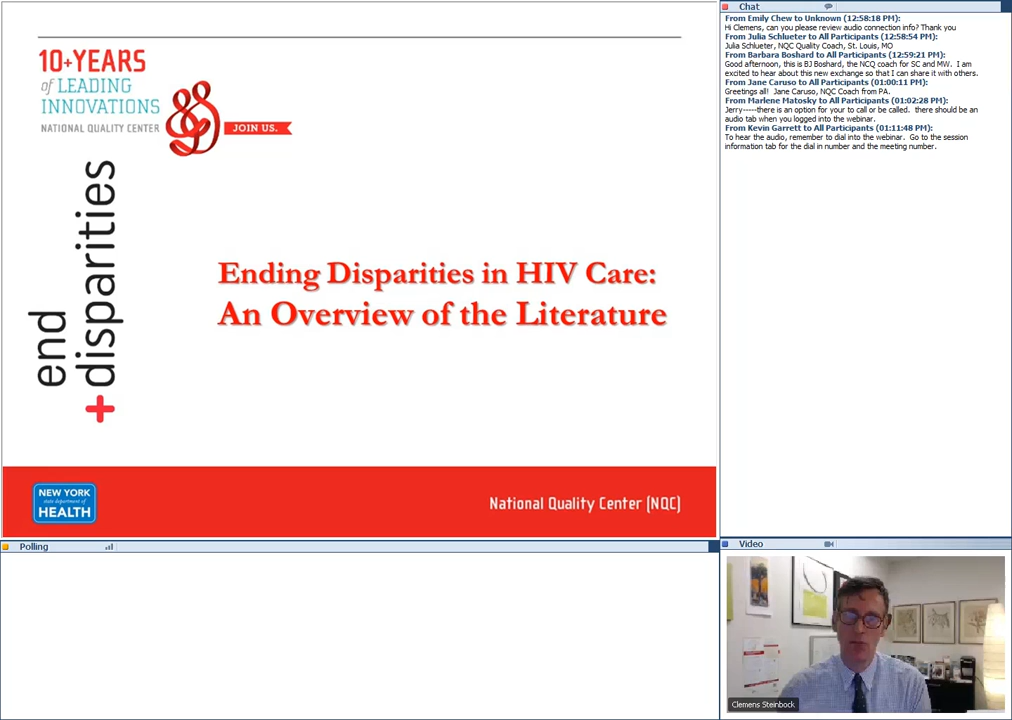 10+YEARS
of LEADING
INNOVATIONS
NATIONAL QUALITY CENTER
JOIN US.
end
+disparities
Ending Disparities in HIV Care:
An Overview of the Literature
NEW YORK
state department of
HEALTH
National Quality Center (NQC)
Polling
Chat
From Emily Chew to Unknown (12:58:18 PM):
Hi Clemens, can you please review audio connection info? Thank you
From Julia Schlueter to All Participants (12:58:54 PM):
Julia Schlueter, NQC Quality Coach, St. Louis, MO
From Barbara Boshard to All Participants (12:59:21 PM):
Good afternoon, this is BJ Boshard, the NCQ coach for SC and MW. I am
excited to hear about this new exchange so that I can share it with others.
From Jane Caruso to All Participants (01:00:11 PM):
Greetings all! Jane Caruso, NQC Coach from PA.
From Marlene Matosky to All Participants (01:02:28 PM):
Jerry-----there is an option for your to call or be called. there should be an
audio tab when you logged into the webinar.
From Kevin Garrett to All Participants (01:11:48 PM):
To hear the audio, remember to dial into the webinar. Go to the session
information tab for the dial in number and the meeting number.
Video
Clemens Steinbock